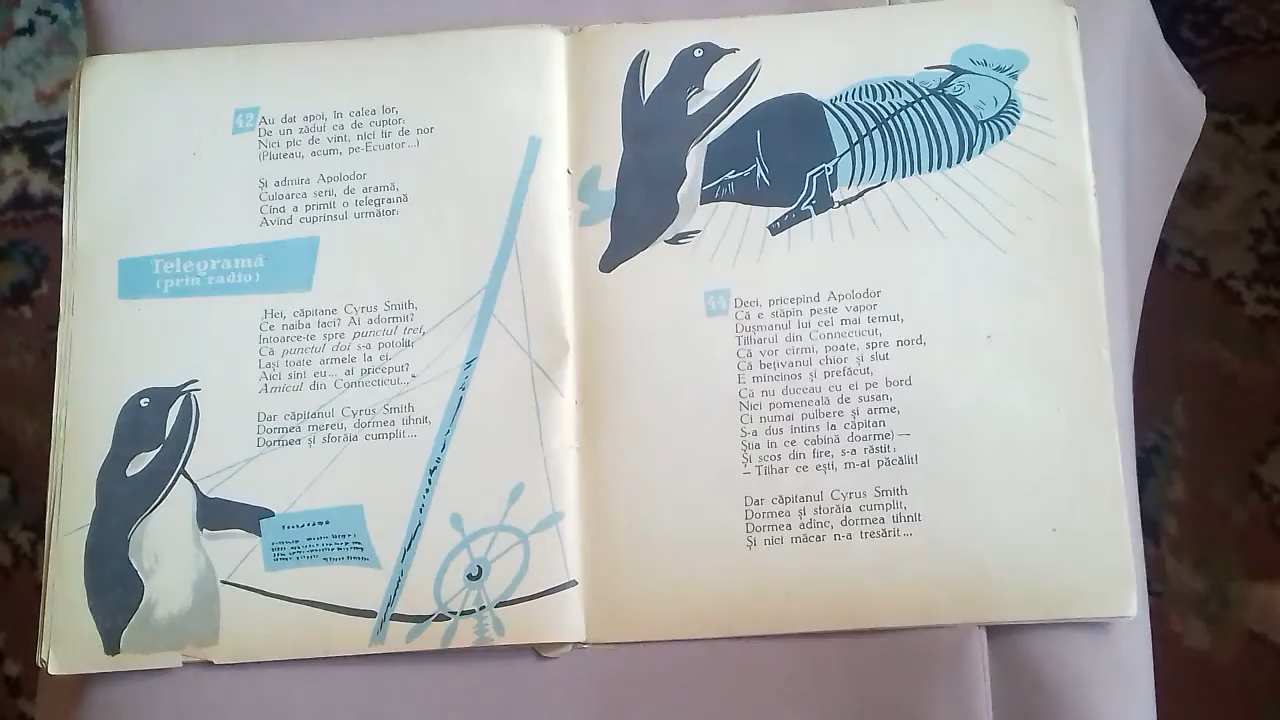 42
Au dat apoi, în calea lor,
De un zăduf ca de cuptor:
Nici pic de vînt, nici fir de nor
(Pluteau, acum, pe-Ecuator...)
Și admira Apolodor
Culoarea serii, de aramă,
Cînd a primit o telegramă
Avînd cuprinsul următor:
Telegramă
(prin radio)
„Hei, căpitane Cyrus Smith,
Ce naiba faci? Ai adormit?
Întoarce-te spre punctul trei,
Că punctul doi s-a potolit,
Lași toate armele la ei.
Aici sînt eu... ai priceput?
Amicul din Connecticut..."
Dar căpitanul Cyrus Smith
Dormea mereu, dormea tihnit,
Dormea și sforăia cumplit...
Telegramă
44
Deci, pricepînd Apolodor
Că e stăpîn peste vapor
Dușmanul lui cel mai temut,
Tîlharul din Connecticut,
Că vor cîrmi, poate, spre nord,
Că bețivanul chior și slut
E mincinos și prefăcut,
Că nu duceau cu ei pe bord
Nici pomeneală de susan,
Ci numai pulbere și arme,
S-a dus întins la căpitan
Știa în ce cabină doarme) —
Și scos din fire, s-a răstit:
— Tîlhar ce ești, m-ai păcălit!
Dar căpitanul Cyrus Smith
Dormea și sforăia cumplit,
Dormea adînc, dormea tihnit
Și nici măcar n-a tresărit...